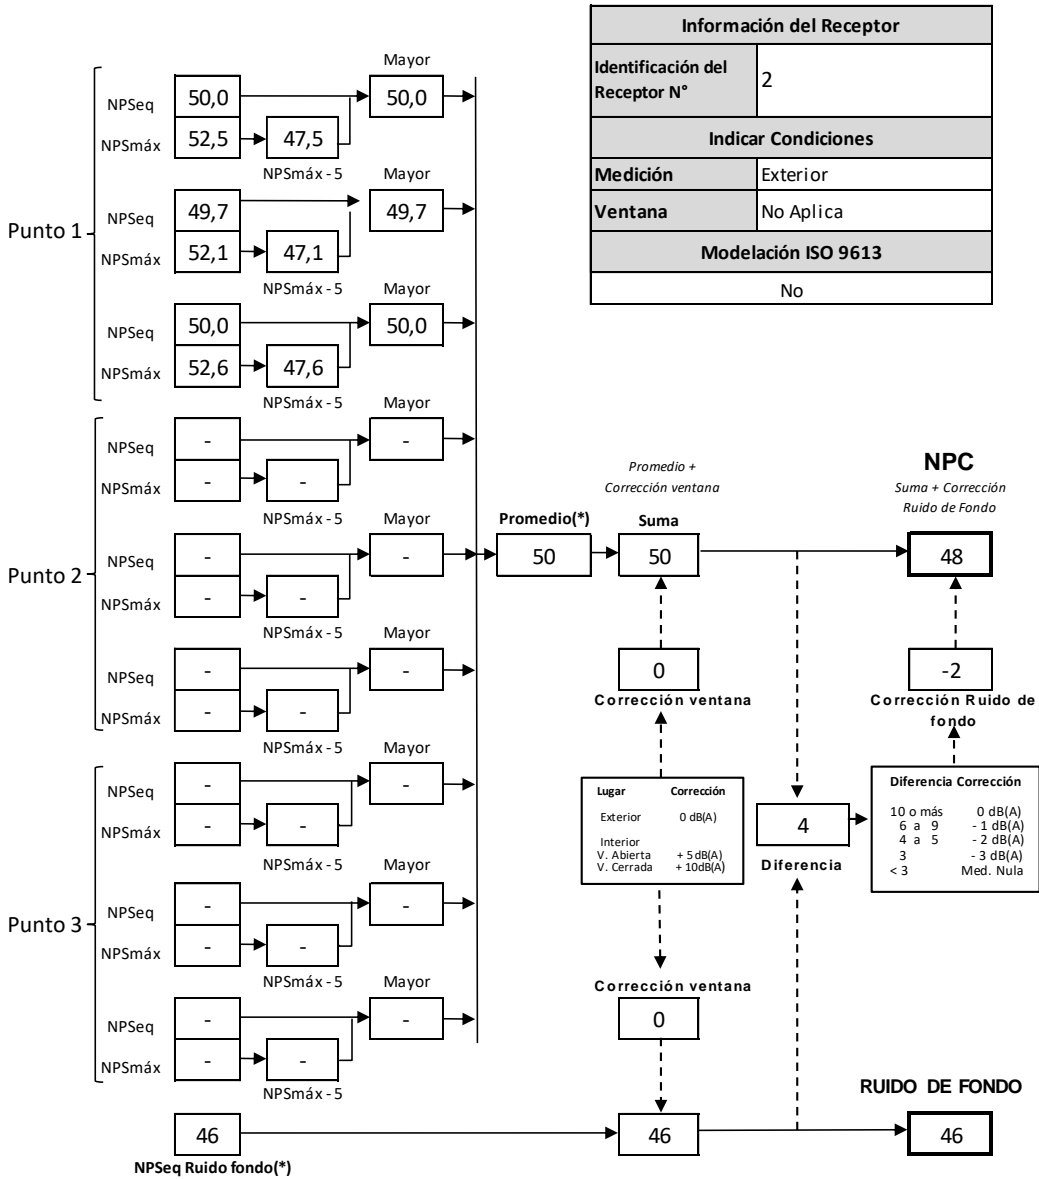 Información del Receptor
Identificación del
Receptor N°
2
Indicar Condiciones
Medición
Exterior
Ventana
No Aplica
Modelación ISO 9613
No
Punto 1
Mayor
NPSeq
50,0
50,0
NPSmáx
52,5
47,5
NPSmáx - 5
Mayor
NPSeq
49,7
49,7
NPSmáx
52,1
47,1
NPSmáx - 5
Mayor
NPSeq
50,0
50,0
NPSmáx
52,6
47,6
NPSmáx - 5
Mayor
Punto 2
NPSeq
-
-
NPSmáx
-
-
NPSmáx - 5
Mayor
NPSeq
-
-
NPSmáx
-
-
NPSmáx - 5
Mayor
NPSeq
-
-
NPSmáx
-
-
NPSmáx - 5
Mayor
Punto 3
NPSeq
-
-
NPSmáx
-
-
NPSmáx - 5
Mayor
NPSeq
-
-
NPSmáx
-
-
NPSmáx - 5
Mayor
NPSeq
-
-
NPSmáx
-
-
NPSmáx - 5
Promedio(*)
50
Promedio +
Corrección ventana
Suma
50
NPC
Suma + Corrección
Ruido de Fondo
48
0
Corrección ventana
-2
Corrección Ruido de
fondo
Lugar Corrección
Exterior 0 dB(A)
Interior
V. Abierta + 5 dB(A)
V. Cerrada + 10dB(A)
4
Diferencia
Diferencia Corrección
10 o más 0 dB(A)
6 a 9 - 1 dB(A)
4 a 5 - 2 dB(A)
3 - 3 dB(A)
< 3 Med. Nula
Corrección ventana
0
RUIDO DE FONDO
46
46
46
NPSeq Ruido fondo(*)